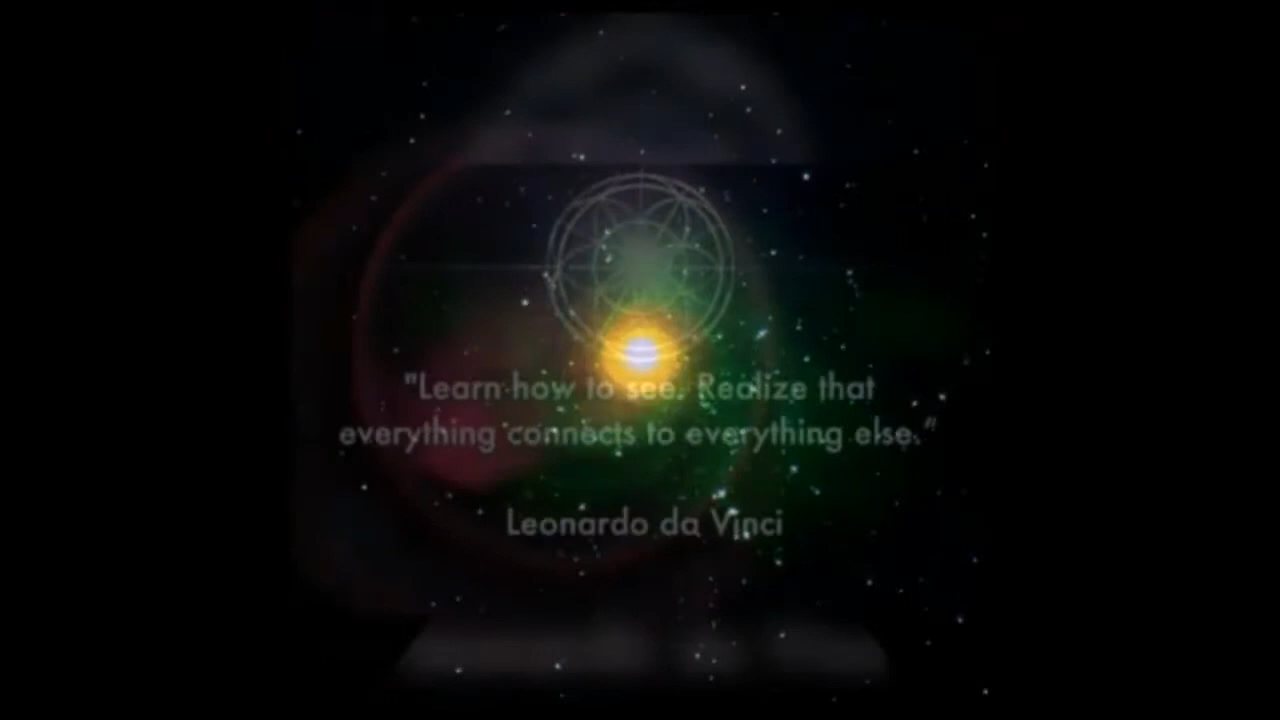 "Learn how to see. Realize that
everything connects to everything else."
Leonardo da Vinci